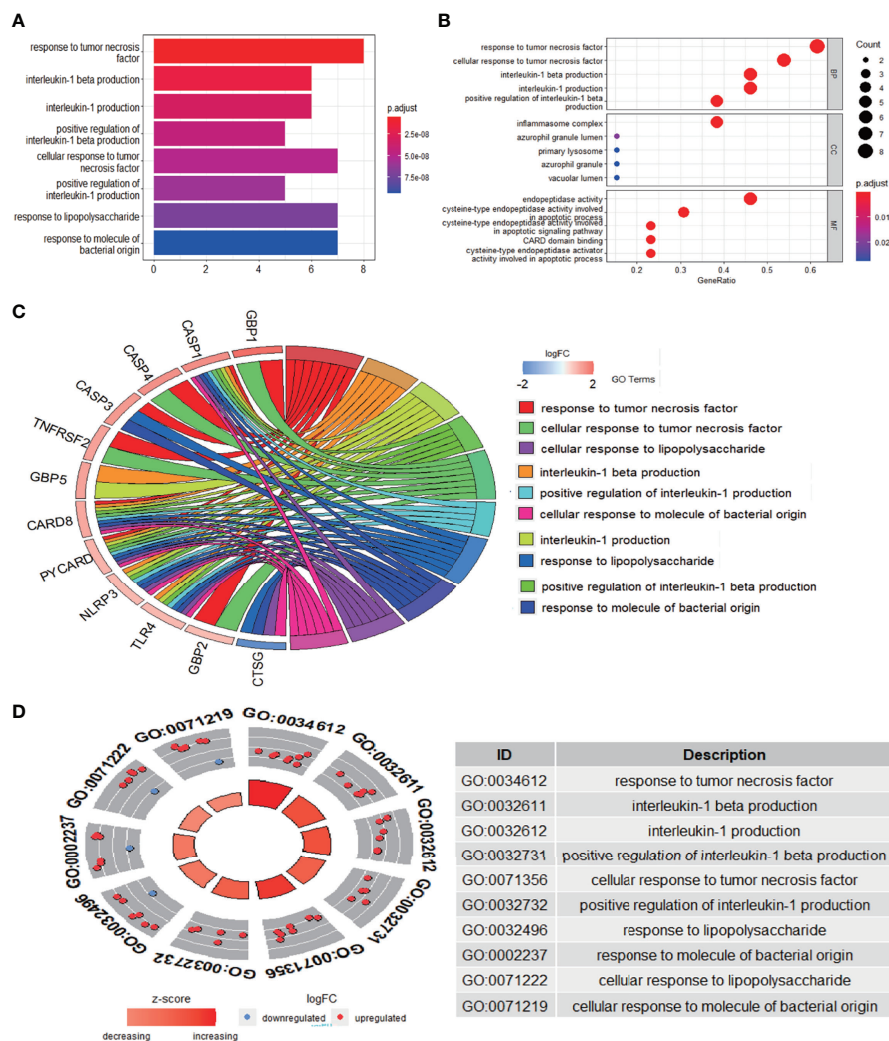 A
response to tumor necrosis
factor
interleukin-1 beta production
interleukin-1 production
positive regulation of
interleukin-1 beta production
cellular response to tumor
necrosis factor
positive regulation of
interleukin-1 production
response to lipopolysaccharide
response to molecule of
bacterial origin
0 2 4 6 8
p.adjust
2.5e-08
5.0e-08
7.5e-08
B
response to tumor necrosis factor
cellular response to tumor necrosis factor
interleukin-1 beta production
interleukin-1 production
positive regulation of interleukin-1 beta
production
inflammasome complex
azurophil granule lumen
primary lysosome
azurophil granule
vacuolar lumen
endopeptidase activity
cysteine-type endopeptidase activity involved
in apoptotic process
cysteine-type endopeptidase activity involved
in apoptotic signaling pathway
CARD domain binding
cysteine-type endopeptidase activator
activity involved in apoptotic process
BP
CC
MF
0.2 0.3 0.4 0.5 0.6
GeneRatio
Count
2
3
4
5
6
7
8
p.adjust
0.01
0.02
C
GBP1
CASP1
CASP4
CASP3
TNFRSF2
GBP5
CARD8
PYCARD
NLRP3
TLR4
GBP2
CTSG
logFC
-2 2
GO Terms
response to tumor necrosis factor
cellular response to tumor necrosis factor
cellular response to lipopolysaccharide
interleukin-1 beta production
positive regulation of interleukin-1 production
cellular response to molecule of bacterial origin
interleukin-1 production
response to lipopolysaccharide
positive regulation of interleukin-1 beta production
response to molecule of bacterial origin
D
GO:0034612
GO:0032611
GO:0032612
GO:0032731
GO:0071356
GO:0032732
GO:0032496
GO:0002237
GO:0071222
GO:0071219
z-score
decreasing increasing
logFC
downregulated upregulated
ID Description
GO:0034612 response to tumor necrosis factor
GO:0032611 interleukin-1 beta production
GO:0032612 interleukin-1 production
GO:0032731 positive regulation of interleukin-1 beta production
GO:0071356 cellular response to tumor necrosis factor
GO:0032732 positive regulation of interleukin-1 production
GO:0032496 response to lipopolysaccharide
GO:0002237 response to molecule of bacterial origin
GO:0071222 cellular response to lipopolysaccharide
GO:0071219 cellular response to molecule of bacterial origin